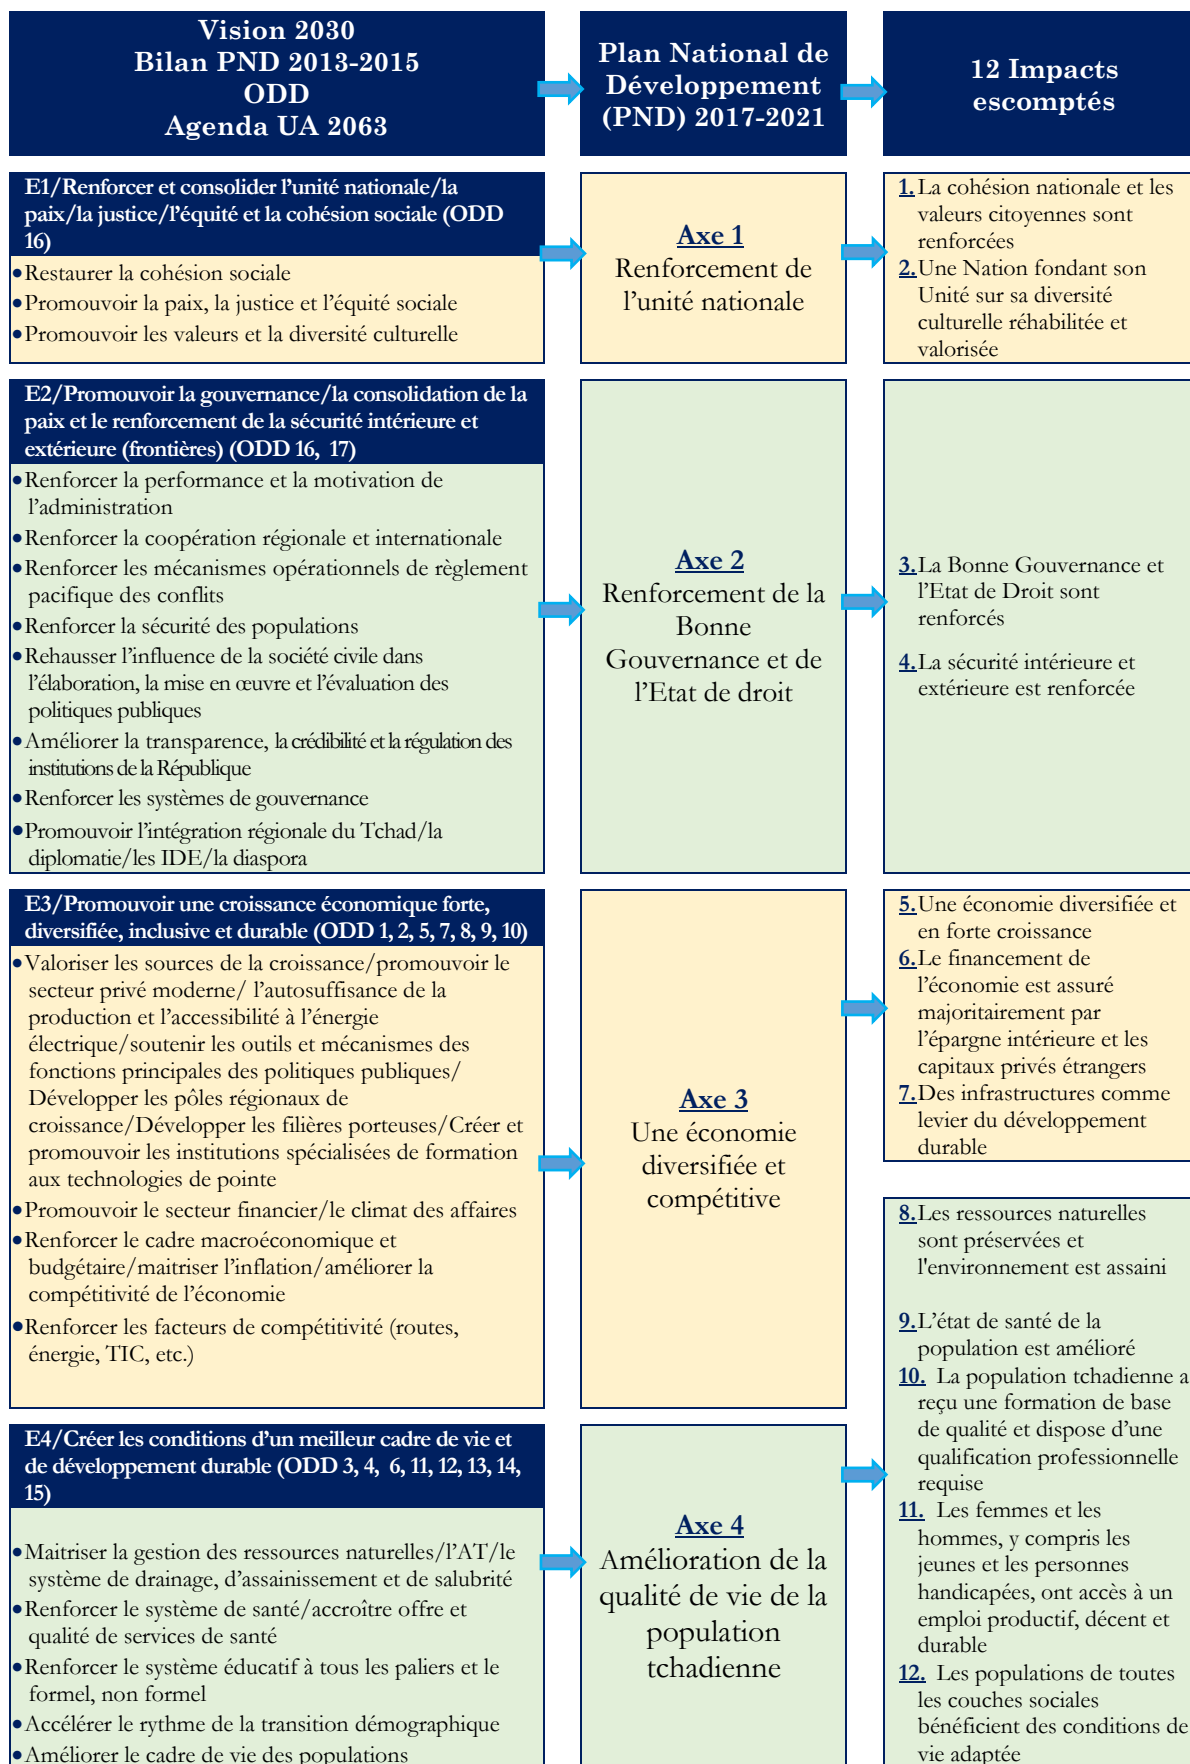 Vision 2030
Bilan PND 2013-2015
ODD
Agenda UA 2063
Plan National de
Développement
(PND) 2017-2021
12 Impacts
escomptés
E1/Renforcer et consolider l’unité nationale/la
paix/la justice/l’équité et la cohésion sociale (ODD
16)
•Restaurer la cohésion sociale
•Promouvoir la paix, la justice et l’équité sociale
•Promouvoir les valeurs et la diversité culturelle
Axe 1
Renforcement de
l’unité nationale
1.La cohésion nationale et les
valeurs citoyennes sont
renforcées
2.Une Nation fondant son
Unité sur sa diversité
culturelle réhabilitée et
valorisée
E2/Promouvoir la gouvernance/la consolidation de la
paix et le renforcement de la sécurité intérieure et
extérieure (frontières) (ODD 16, 17)
•Renforcer la performance et la motivation de
l’administration
•Renforcer la coopération régionale et internationale
•Renforcer les mécanismes opérationnels de règlement
pacifique des conflits
•Renforcer la sécurité des populations
•Rehausser l’influence de la société civile dans
l’élaboration, la mise en œuvre et l’évaluation des
politiques publiques
•Améliorer la transparence, la crédibilité et la régulation des
institutions de la République
•Renforcer les systèmes de gouvernance
•Promouvoir l’intégration régionale du Tchad/la
diplomatie/les IDE/la diaspora
Axe 2
Renforcement de la
Bonne
Gouvernance et de
l’Etat de droit
3.La Bonne Gouvernance et
l’Etat de Droit sont
renforcés
4.La sécurité intérieure et
extérieure est renforcée
E3/Promouvoir une croissance économique forte,
diversifiée, inclusive et durable (ODD 1, 2, 5, 7, 8, 9, 10)
•Valoriser les sources de la croissance/promouvoir le
secteur privé moderne/ l’autosuffisance de la
production et l’accessibilité à l’énergie
électrique/soutenir les outils et mécanismes des
fonctions principales des politiques publiques/
Développer les pôles régionaux de
croissance/Développer les filières porteuses/Créer et
promouvoir les institutions spécialisées de formation
aux technologies de pointe
•Promouvoir le secteur financier/le climat des affaires
•Renforcer le cadre macroéconomique et
budgétaire/maitriser l’inflation/améliorer la
compétitivité de l’économie
•Renforcer les facteurs de compétitivité (routes,
énergie, TIC, etc.)
Axe 3
Une économie
diversifiée et
compétitive
5.Une économie diversifiée et
en forte croissance
6.Le financement de
l’économie est assuré
majoritairement par
l’épargne intérieure et les
capitaux privés étrangers
7.Des infrastructures comme
levier du développement
durable
E4/Créer les conditions d’un meilleur cadre de vie et
de développement durable (ODD 3, 4, 6, 11, 12, 13, 14,
15)
•Maitriser la gestion des ressources naturelles/l’AT/le
système de drainage, d’assainissement et de salubrité
•Renforcer le système de santé/accroître offre et
qualité de services de santé
•Renforcer le système éducatif à tous les paliers et le
formel, non formel
•Accélérer le rythme de la transition démographique
•Améliorer le cadre de vie des populations
Axe 4
Amélioration de la
qualité de vie de la
population
tchadienne
8.Les ressources naturelles
sont préservées et
l'environnement est assaini
9.L’état de santé de la
population est amélioré
10. La population tchadienne a
reçu une formation de base
de qualité et dispose d’une
qualification professionnelle
requise
11. Les femmes et les
hommes, y compris les
jeunes et les personnes
handicapées, ont accès à un
emploi productif, décent et
durable
12. Les populations de toutes
les couches sociales
bénéficient des conditions de
vie adaptée